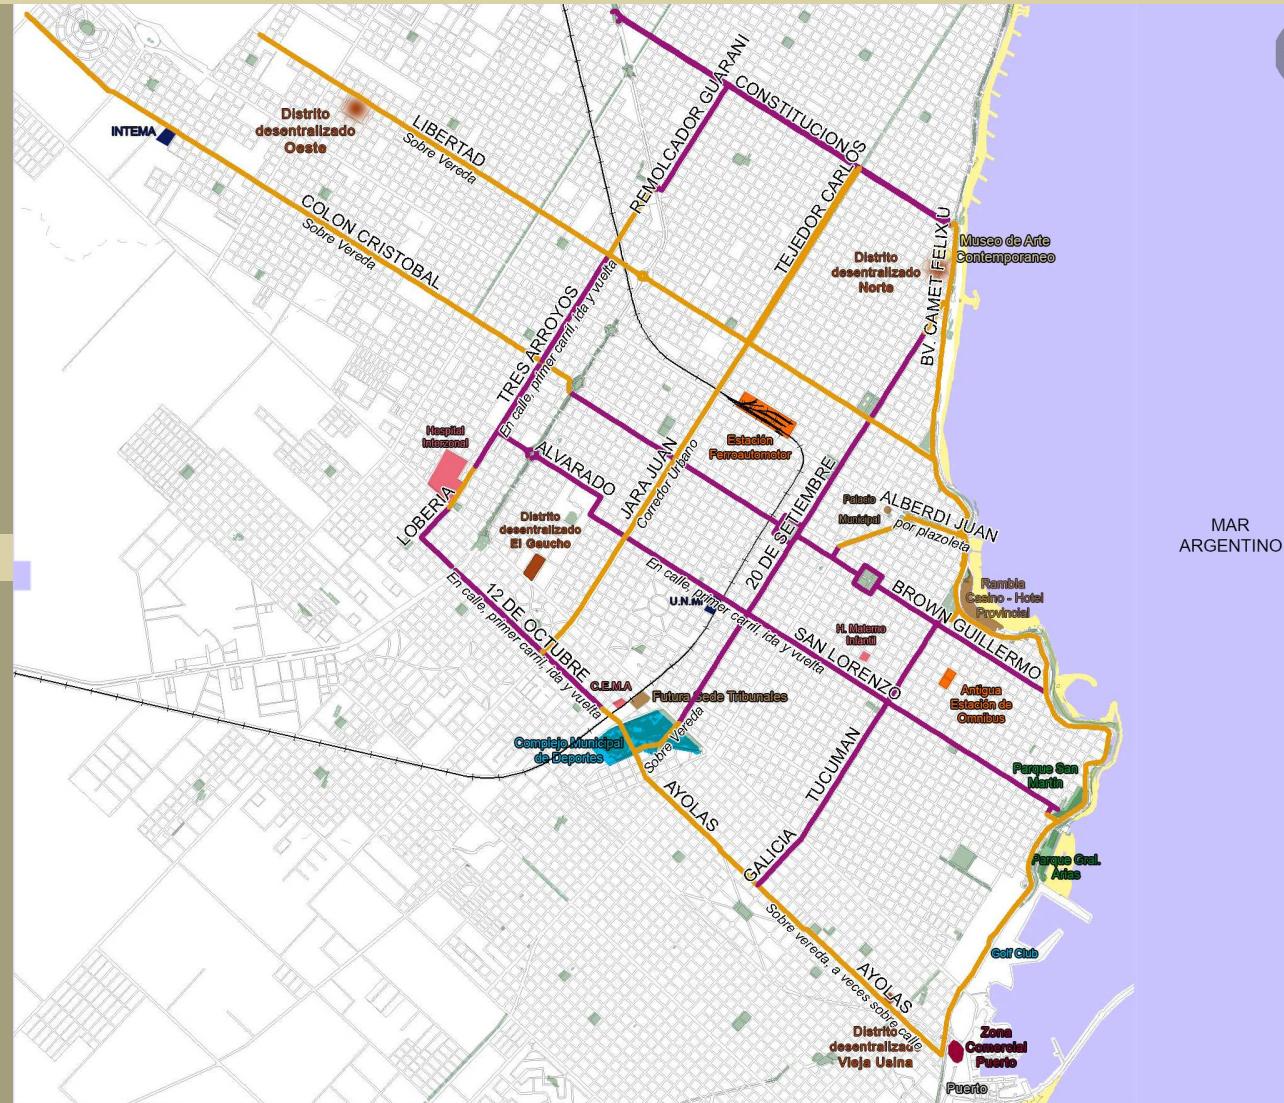 REMOLCADOR GUARANI
CONSTITUCION
INTEMA
Distrito
desentralizado
Oeste
LIBERTAD
Sobre Vereda
TEJEDOR CARLOS
COLON CRISTOBAL
Sobre Vereda
BV. CAMET FELIX U
Museo de Arte
Contemporaneo
Distrito
desentralizado
Norte
TRES ARROYOS
En calle, primer carril, ida y vuelta
Hospital
Interzonal
Estación
Ferroautomotor
ALVARADO
JARA JUAN
Corredor Urbano
LOBERIA
Distrito
desentralizado
El Gaucho
20 DE SETIEMBRE
Palacio
Municipal
ALBERDI JUAN
por plazoleta
MAR
ARGENTINO
En calle, primer carril, ida y vuelta
12 DE OCTUBRE
En calle, primer carril, ida y vuelta
U.N.M
Rambla
Casino - Hotel
Provincial
BROWN GUILLERMO
H. Materno
Infantil
SAN LORENZO
C.E.M.A
Futura Sede Tribunales
Antigua
Estación de
Omnibus
Complejo Municipal
de Deportes
Sobre Vereda
TUCUMAN
AYOLAS
Parque San
Martín
GALICIA
Parque Gral.
Arias
Sobre vereda, a veces sobre calle
AYOLAS
Golf Club
Distrito
desentralizado
Vieja Usina
Zona
Comercial
Puerto
Puerto